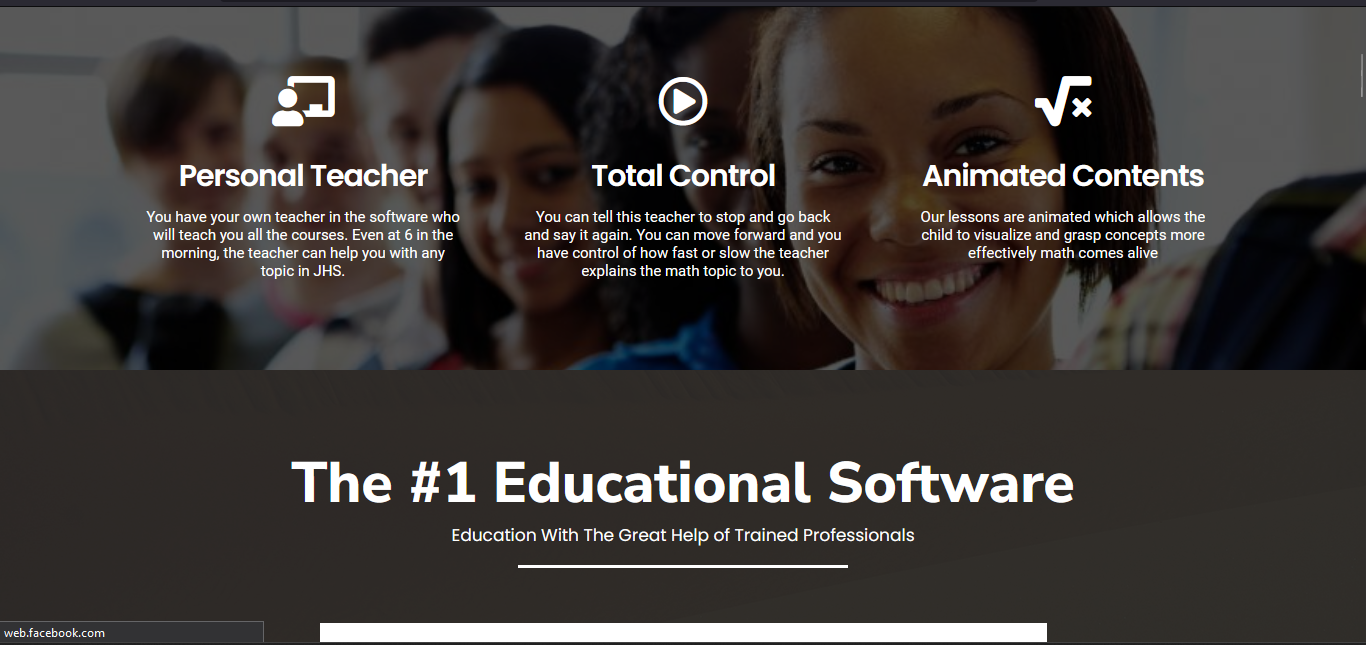 Personal Teacher
You have your own teacher in the software who
will teach you all the courses. Even at 6 in the
morning, the teacher can help you with any
topic in JHS.
Total Control
You can tell this teacher to stop and go back
and say it again. You can move forward and you
have control of how fast or slow the teacher
explains the math topic to you.
Animated Contents
Our lessons are animated which allows the
child to visualize and grasp concepts more
effectively math comes alive
The #1 Educational Software
Education With The Great Help of Trained Professionals
web.facebook.com